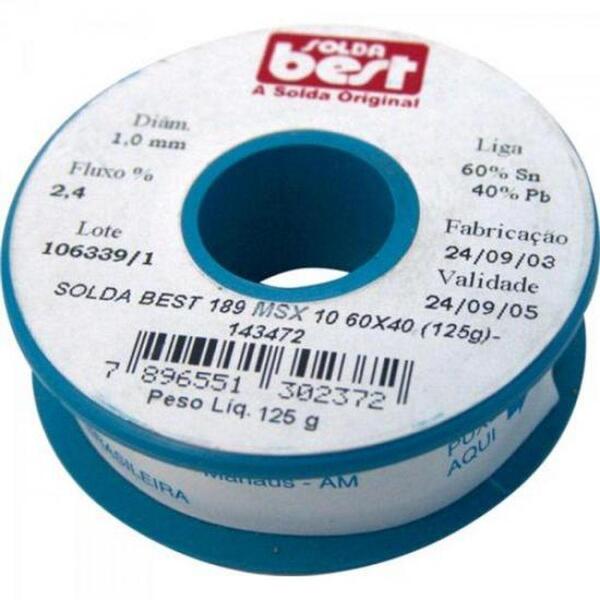 SOLDA
best
A Solda Original
Diâm.
1,0 mm
Fluxo %
2,4
Lote
106339/1
Liga
60% Sn
40% Pb
Fabricação
24/09/03
Validade
24/09/05
SOLDA BEST 189 MSX 10 60X40 (125g)-
143472
7 896551 302372
Peso Líq. 125 g
Manaus - AM
AQUI